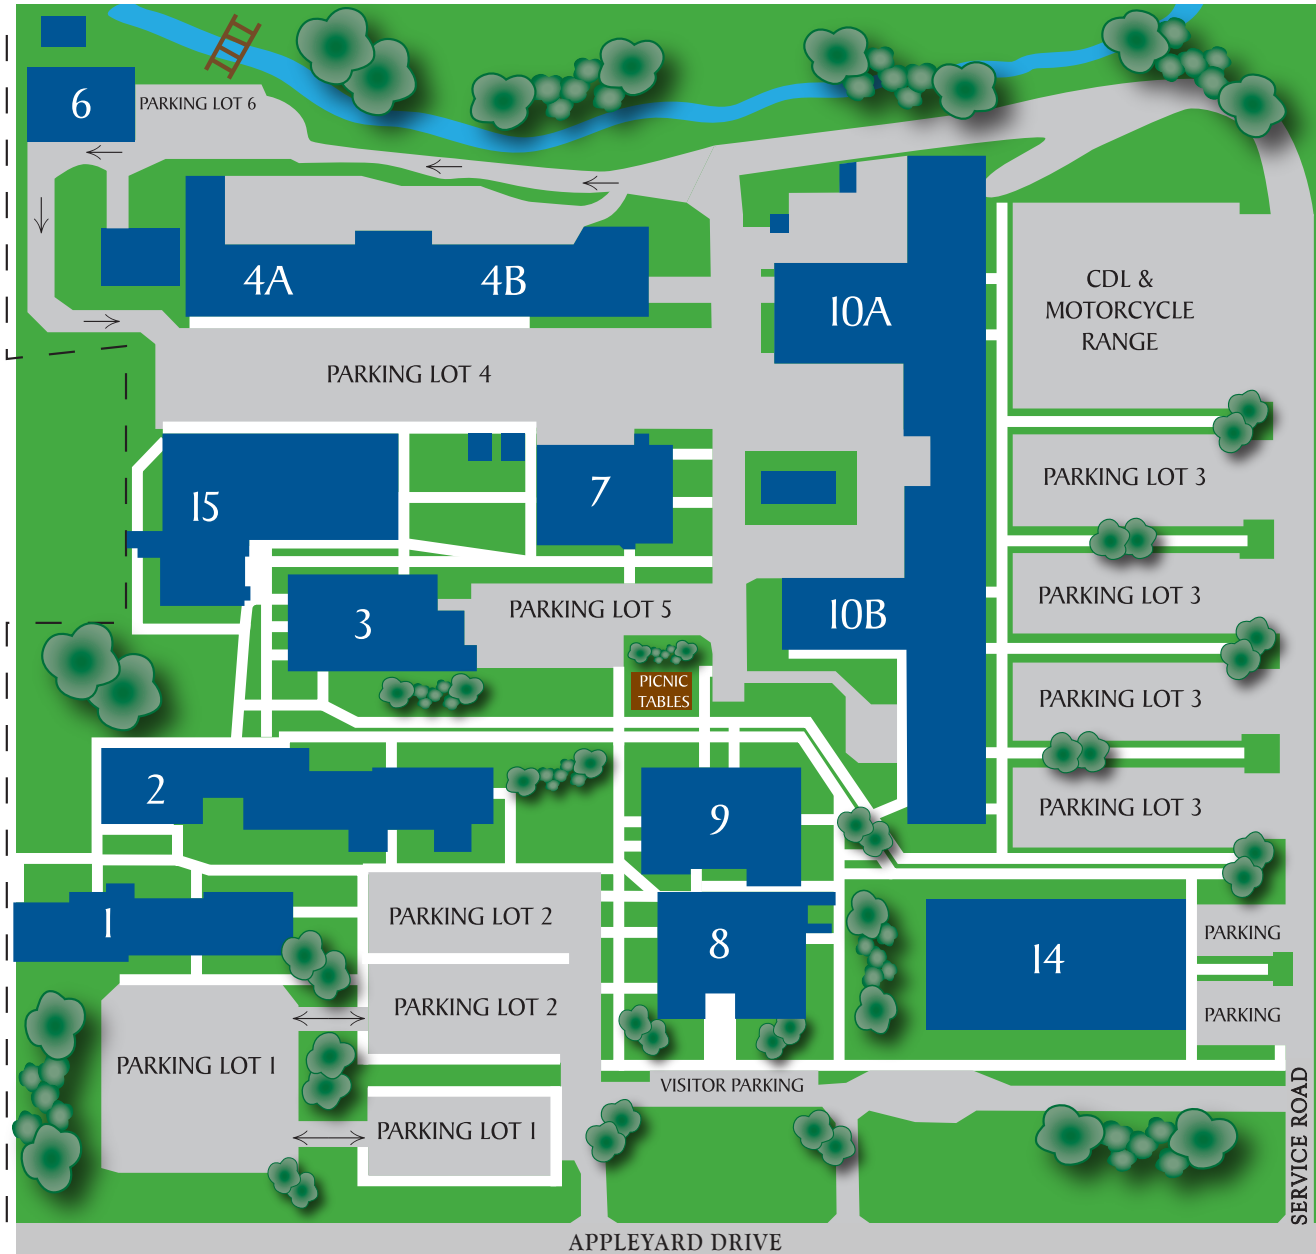 6
PARKING LOT 6
4A
4B
10A
CDL &
MOTORCYCLE
RANGE
PARKING LOT 4
15
7
PARKING LOT 3
3
PARKING LOT 5
10B
PARKING LOT 3
PICNIC
TABLES
PARKING LOT 3
2
9
PARKING LOT 3
1
PARKING LOT 2
8
14
PARKING
PARKING LOT 2
PARKING
PARKING LOT 1
VISITOR PARKING
PARKING LOT 1
SERVICE ROAD
APPLEYARD DRIVE